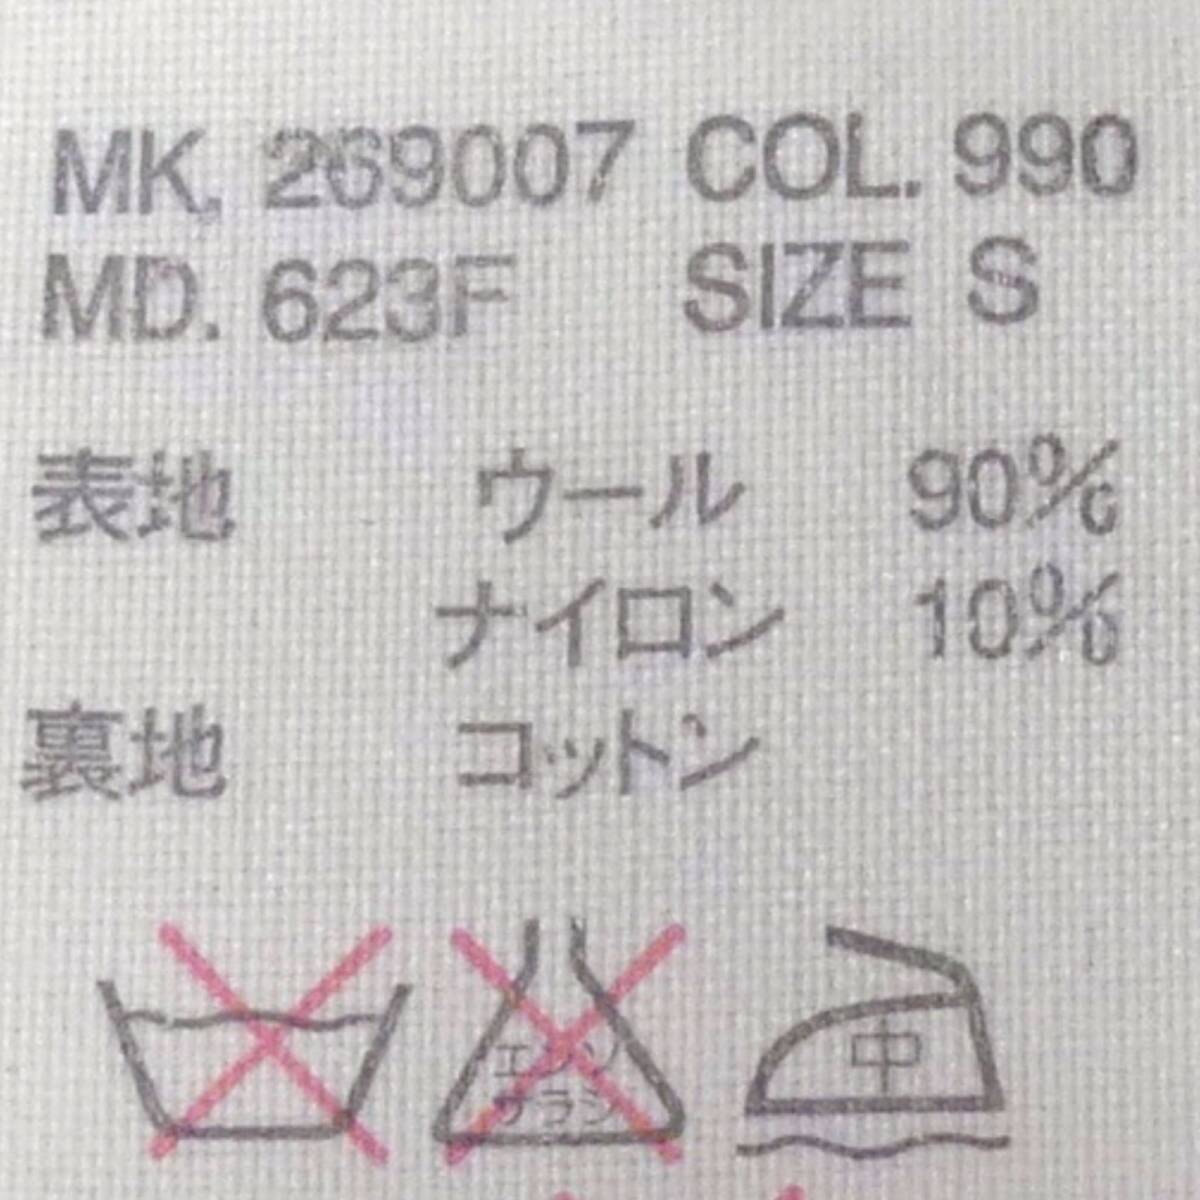 MK. 269007 COL. 990
MD. 623F SIZE S
表地 ウール 90%
ナイロン 10%
裏地 コットン
エンソ
サラシ
中